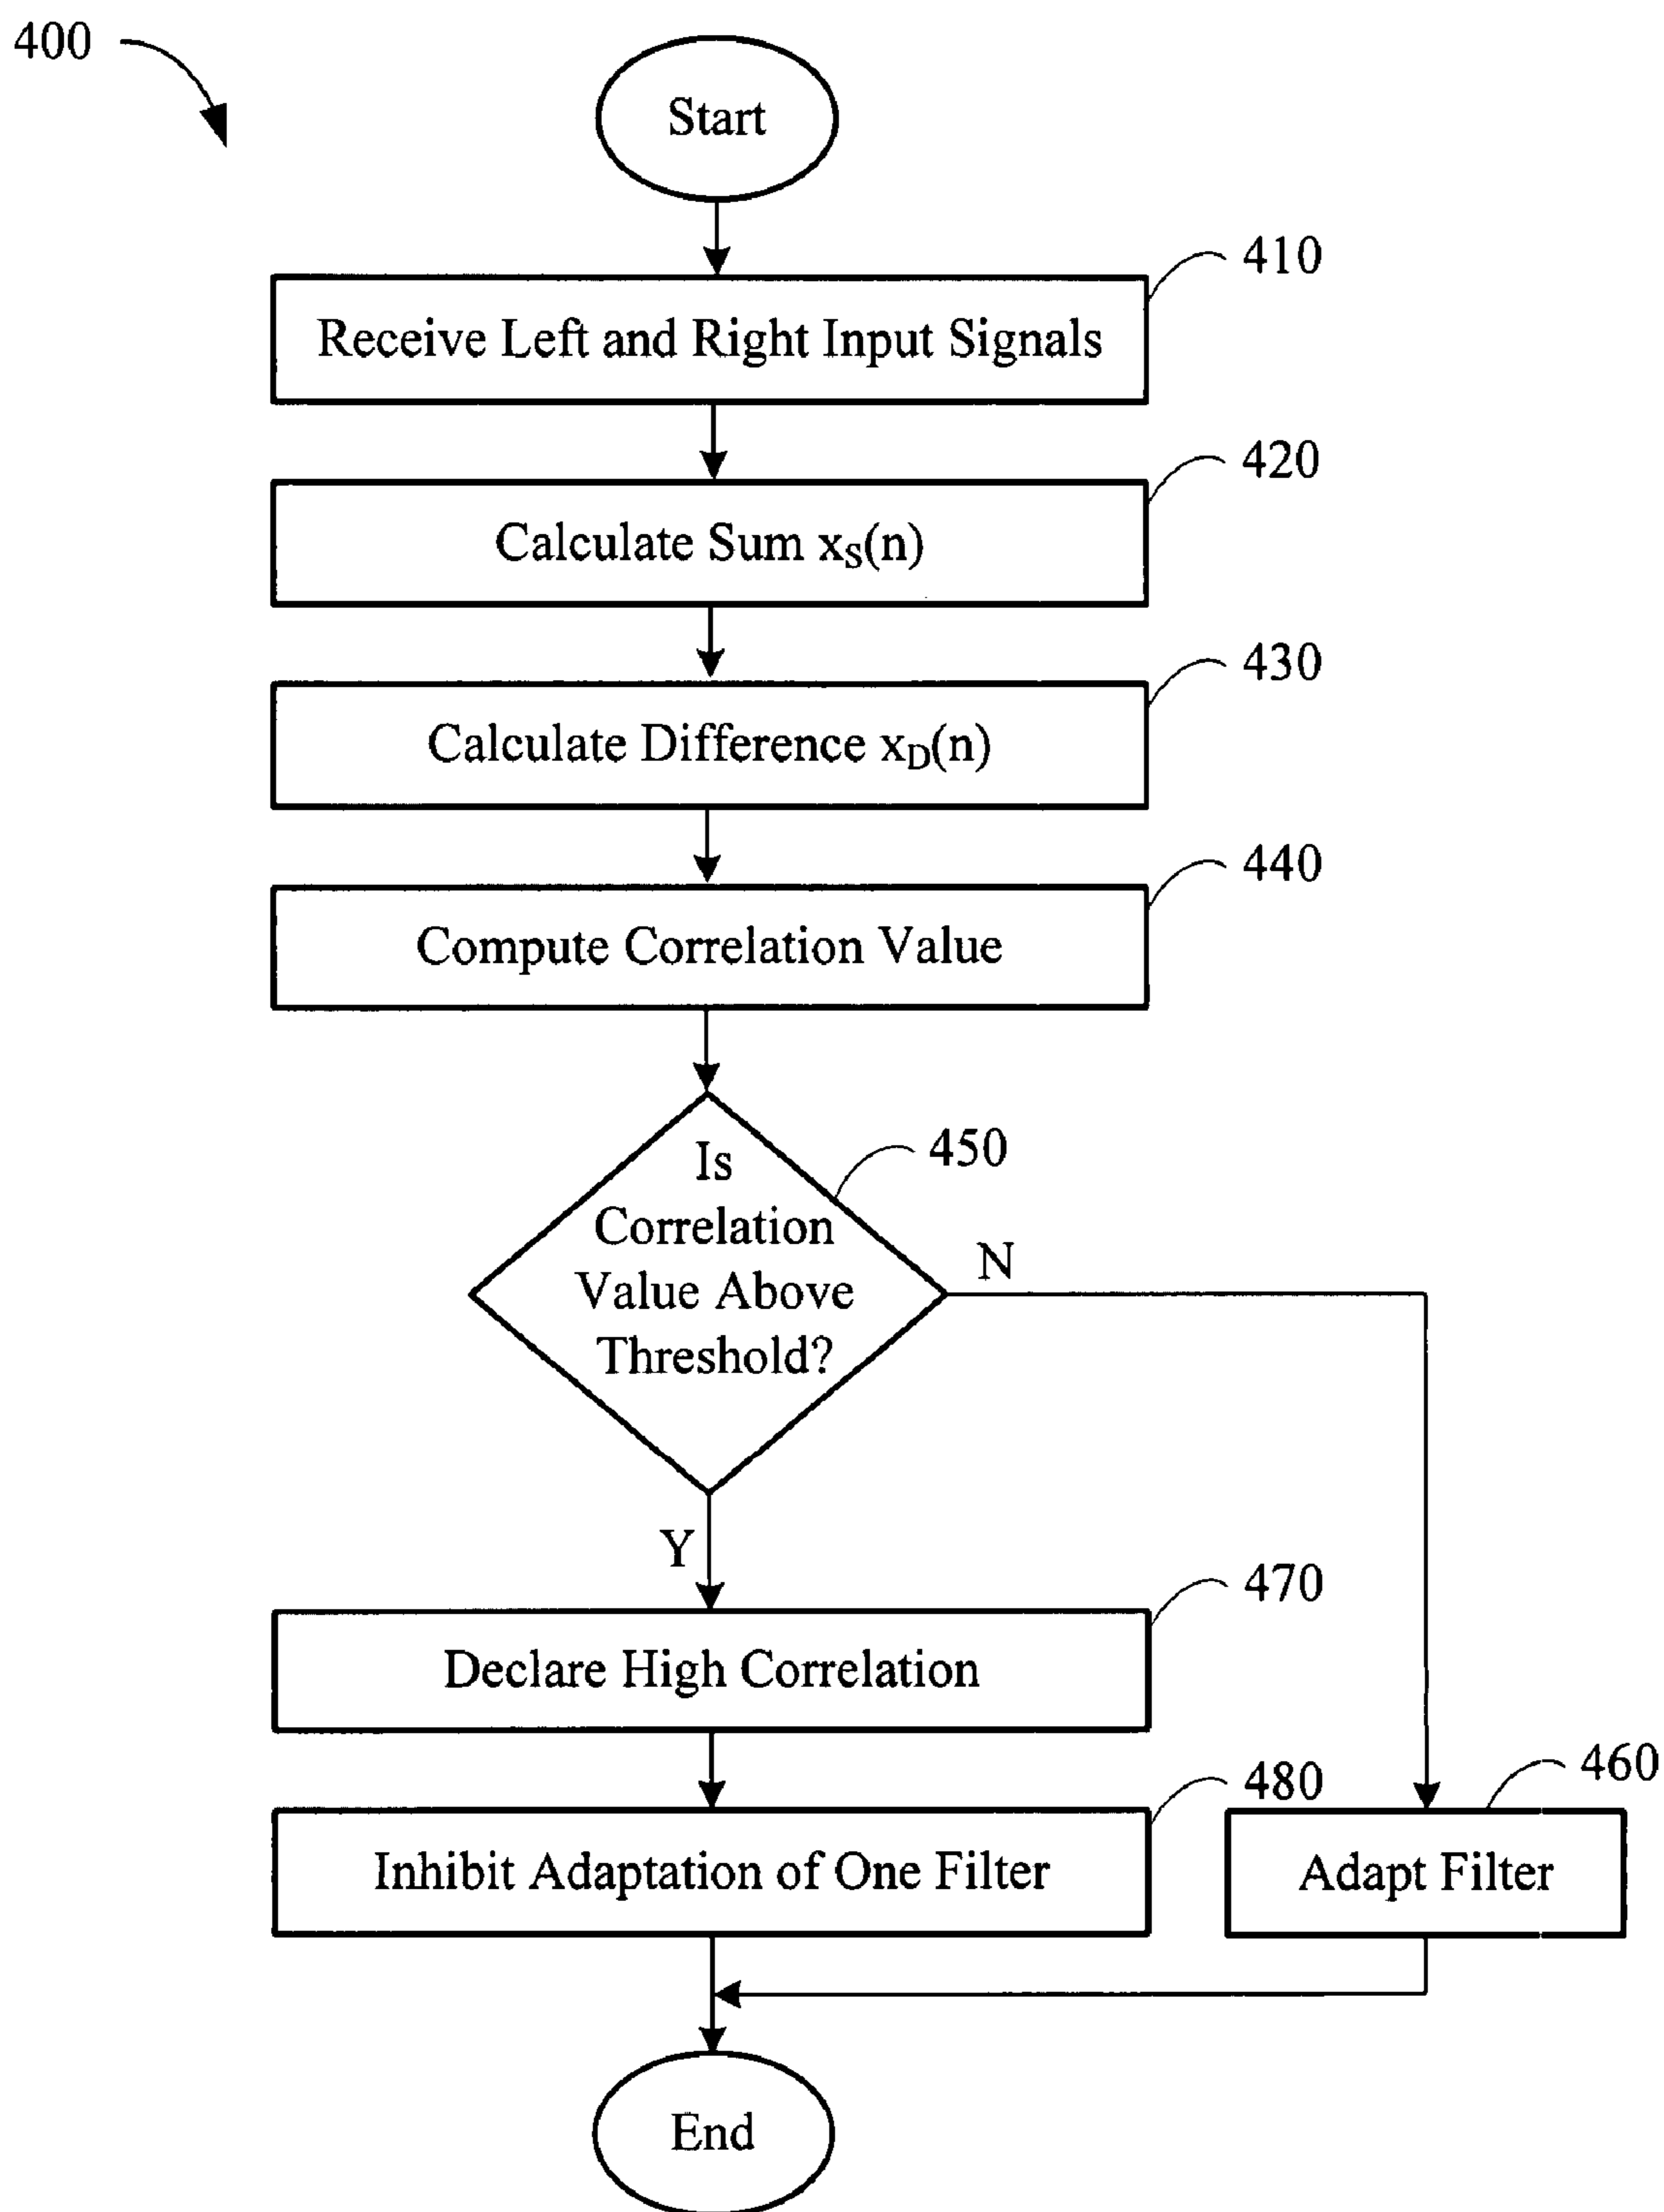 400
Start
410
Receive Left and Right Input Signals
420
Calculate Sum xS(n)
430
Calculate Difference xD(n)
440
Compute Correlation Value
450
Is
Correlation
Value Above
Threshold?
N
Y
470
Declare High Correlation
480
Inhibit Adaptation of One Filter
460
Adapt Filter
End